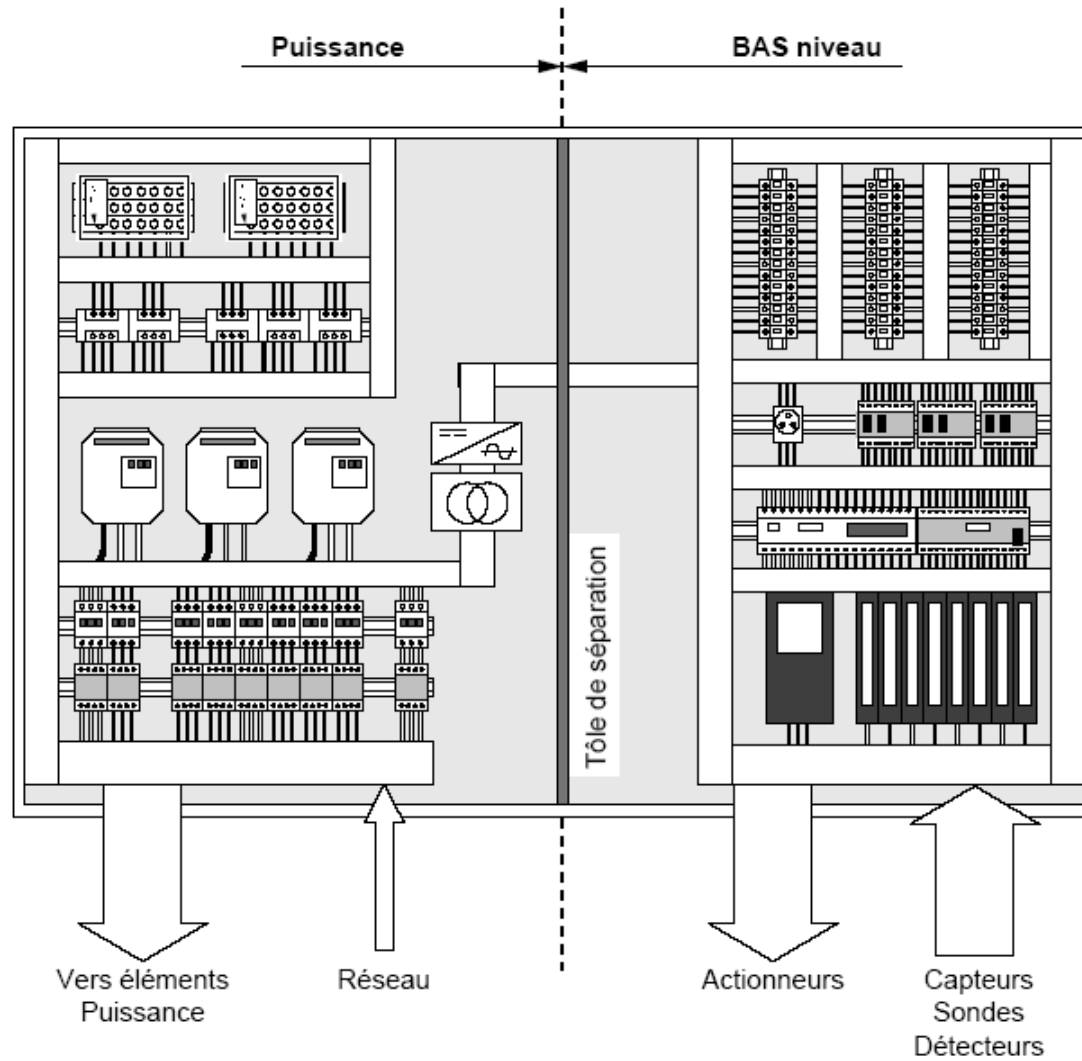 Puissance
BAS niveau
Tôle de séparation
Vers éléments
Puissance
Réseau
Actionneurs
Capteurs
Sondes
Détecteurs